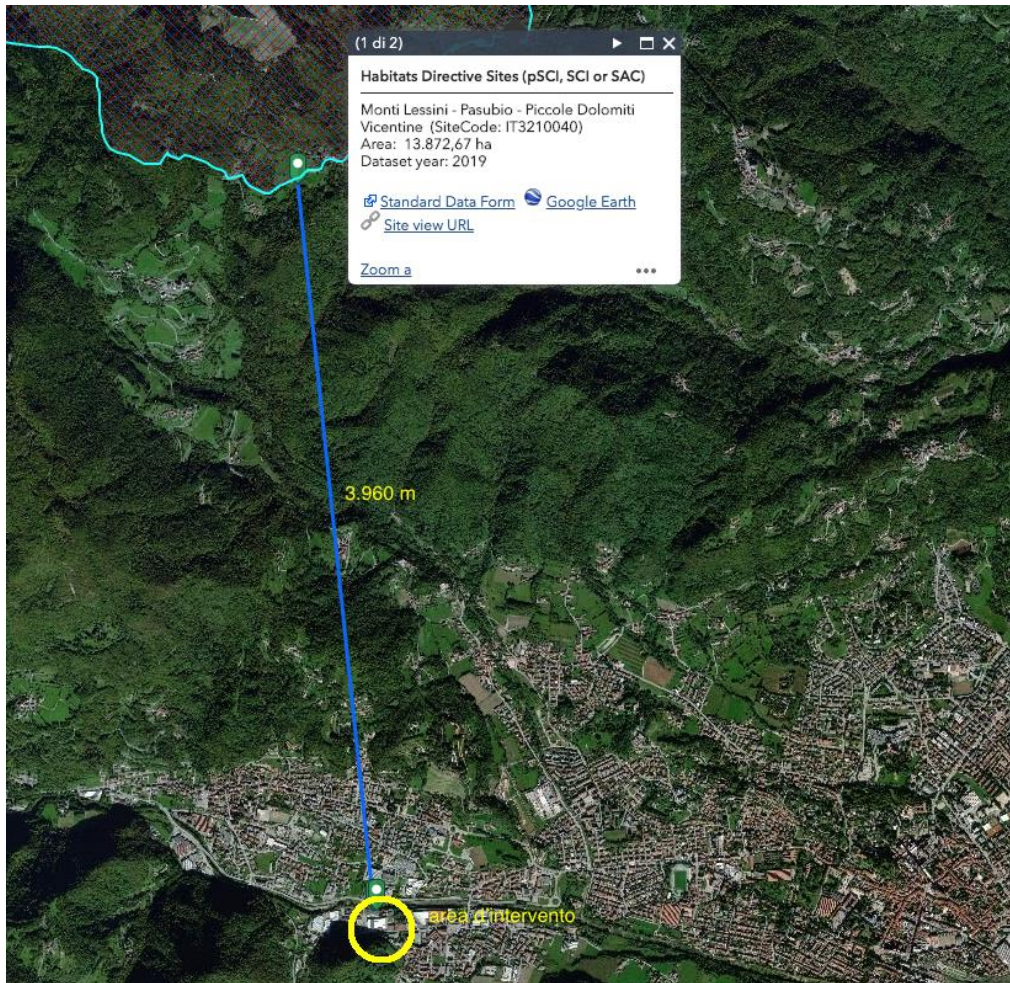 (1 di 2)
Habitats Directive Sites (pSCI, SCI or SAC)
Monti Lessini - Pasubio - Piccole Dolomiti
Vicentine (SiteCode: IT3210040)
Area: 13.872,67 ha
Dataset year: 2019
Standard Data Form Google Earth
Site view URL
Zoom a
3.960 m
area d'intervento